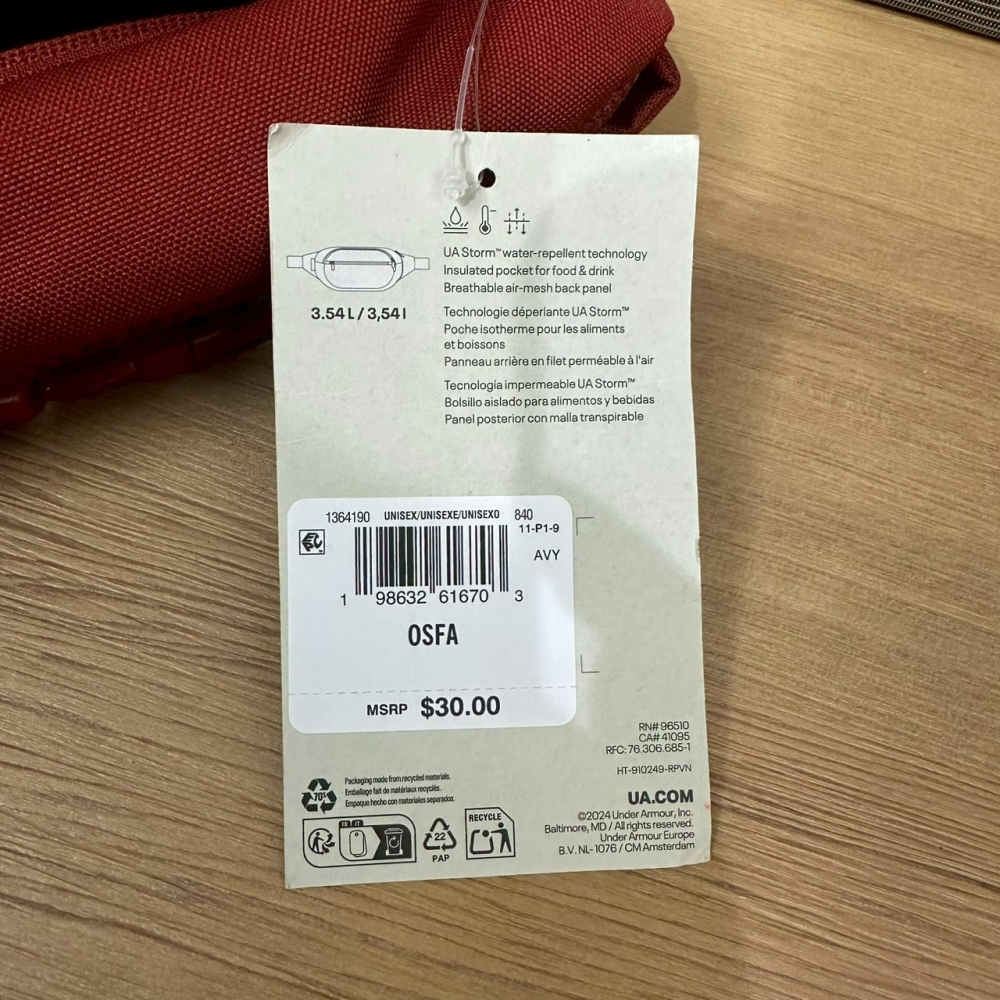 UA Storm™ water-repellent technology
Insulated pocket for food & drink
Breathable air-mesh back panel
3.54 L / 3,54 l
Technologie déperlante UA Storm™
Poche isotherme pour les aliments
et boissons
Panneau arrière en filet perméable à l'air
Tecnología impermeable UA Storm™
Bolsillo aislado para alimentos y bebidas
Panel posterior con malla transpirable
1364190 UNISEX/UNISEXE/UNISEXO 840
11-P1-9
AVY
1 98632 61670 3
OSFA
MSRP $30.00
RN# 96510
CA# 41095
RFC: 76.306.685-1
HT-910249-RPVN
UA.COM
©2024 Under Armour, Inc.
Baltimore, MD / All rights reserved.
Under Armour Europe
B.V. NL- 1076 / CM Amsterdam
70%
Packaging made from recycled materials.
Emballage fait de matériaux recyclés.
Empaque hecho con materiales separados.
FR IT
22
PAP
RECYCLE